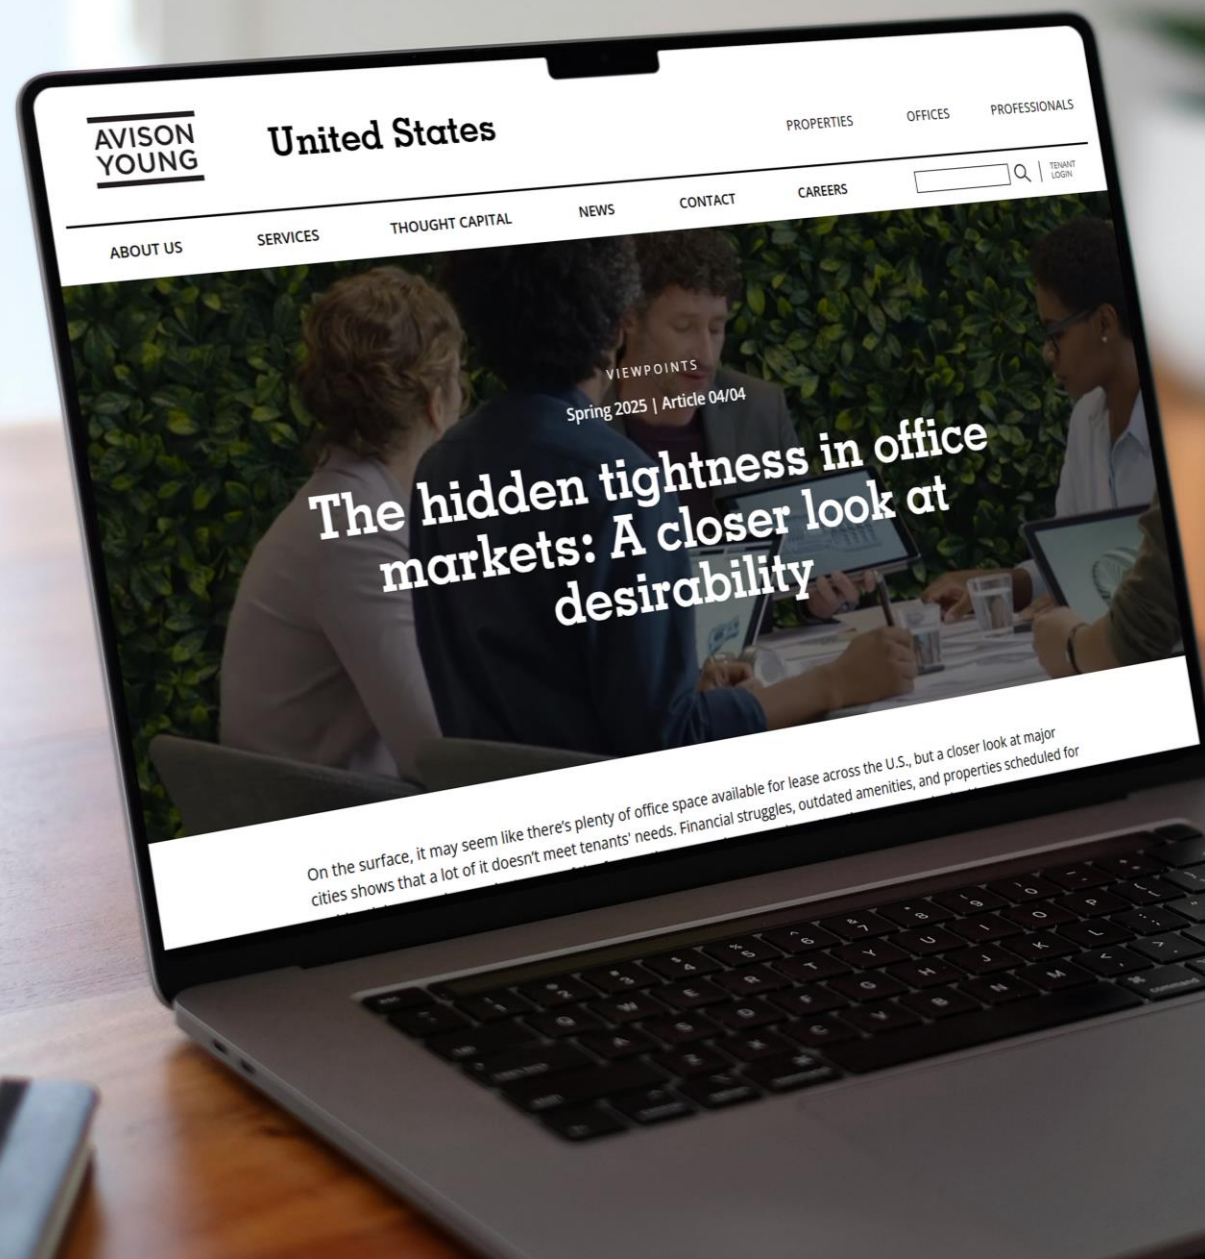 AVISON
YOUNG
United States
PROPERTIES
OFFICES
PROFESSIONALS
TENANT
LOGIN
ABOUT US
SERVICES
THOUGHT CAPITAL
NEWS
CONTACT
CAREERS
VIEWPOINTS
Spring 2025 | Article 04/04
The hidden tightness in office
markets: A closer look at
desirability
On the surface, it may seem like there's plenty of office space available for lease across the U.S., but a closer look at major
cities shows that a lot of it doesn't meet tenants' needs. Financial struggles, outdated amenities, and properties scheduled for